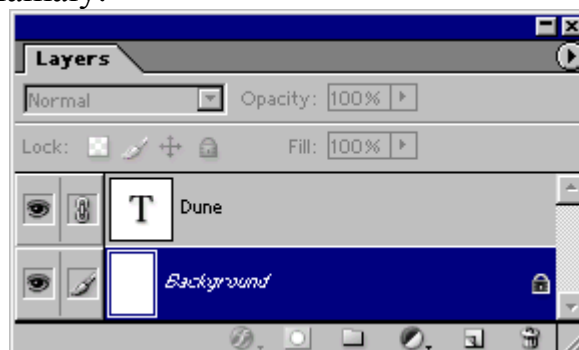 Layers
Normal Opacity: 100%
Lock: Fill: 100%
T Dune
Background